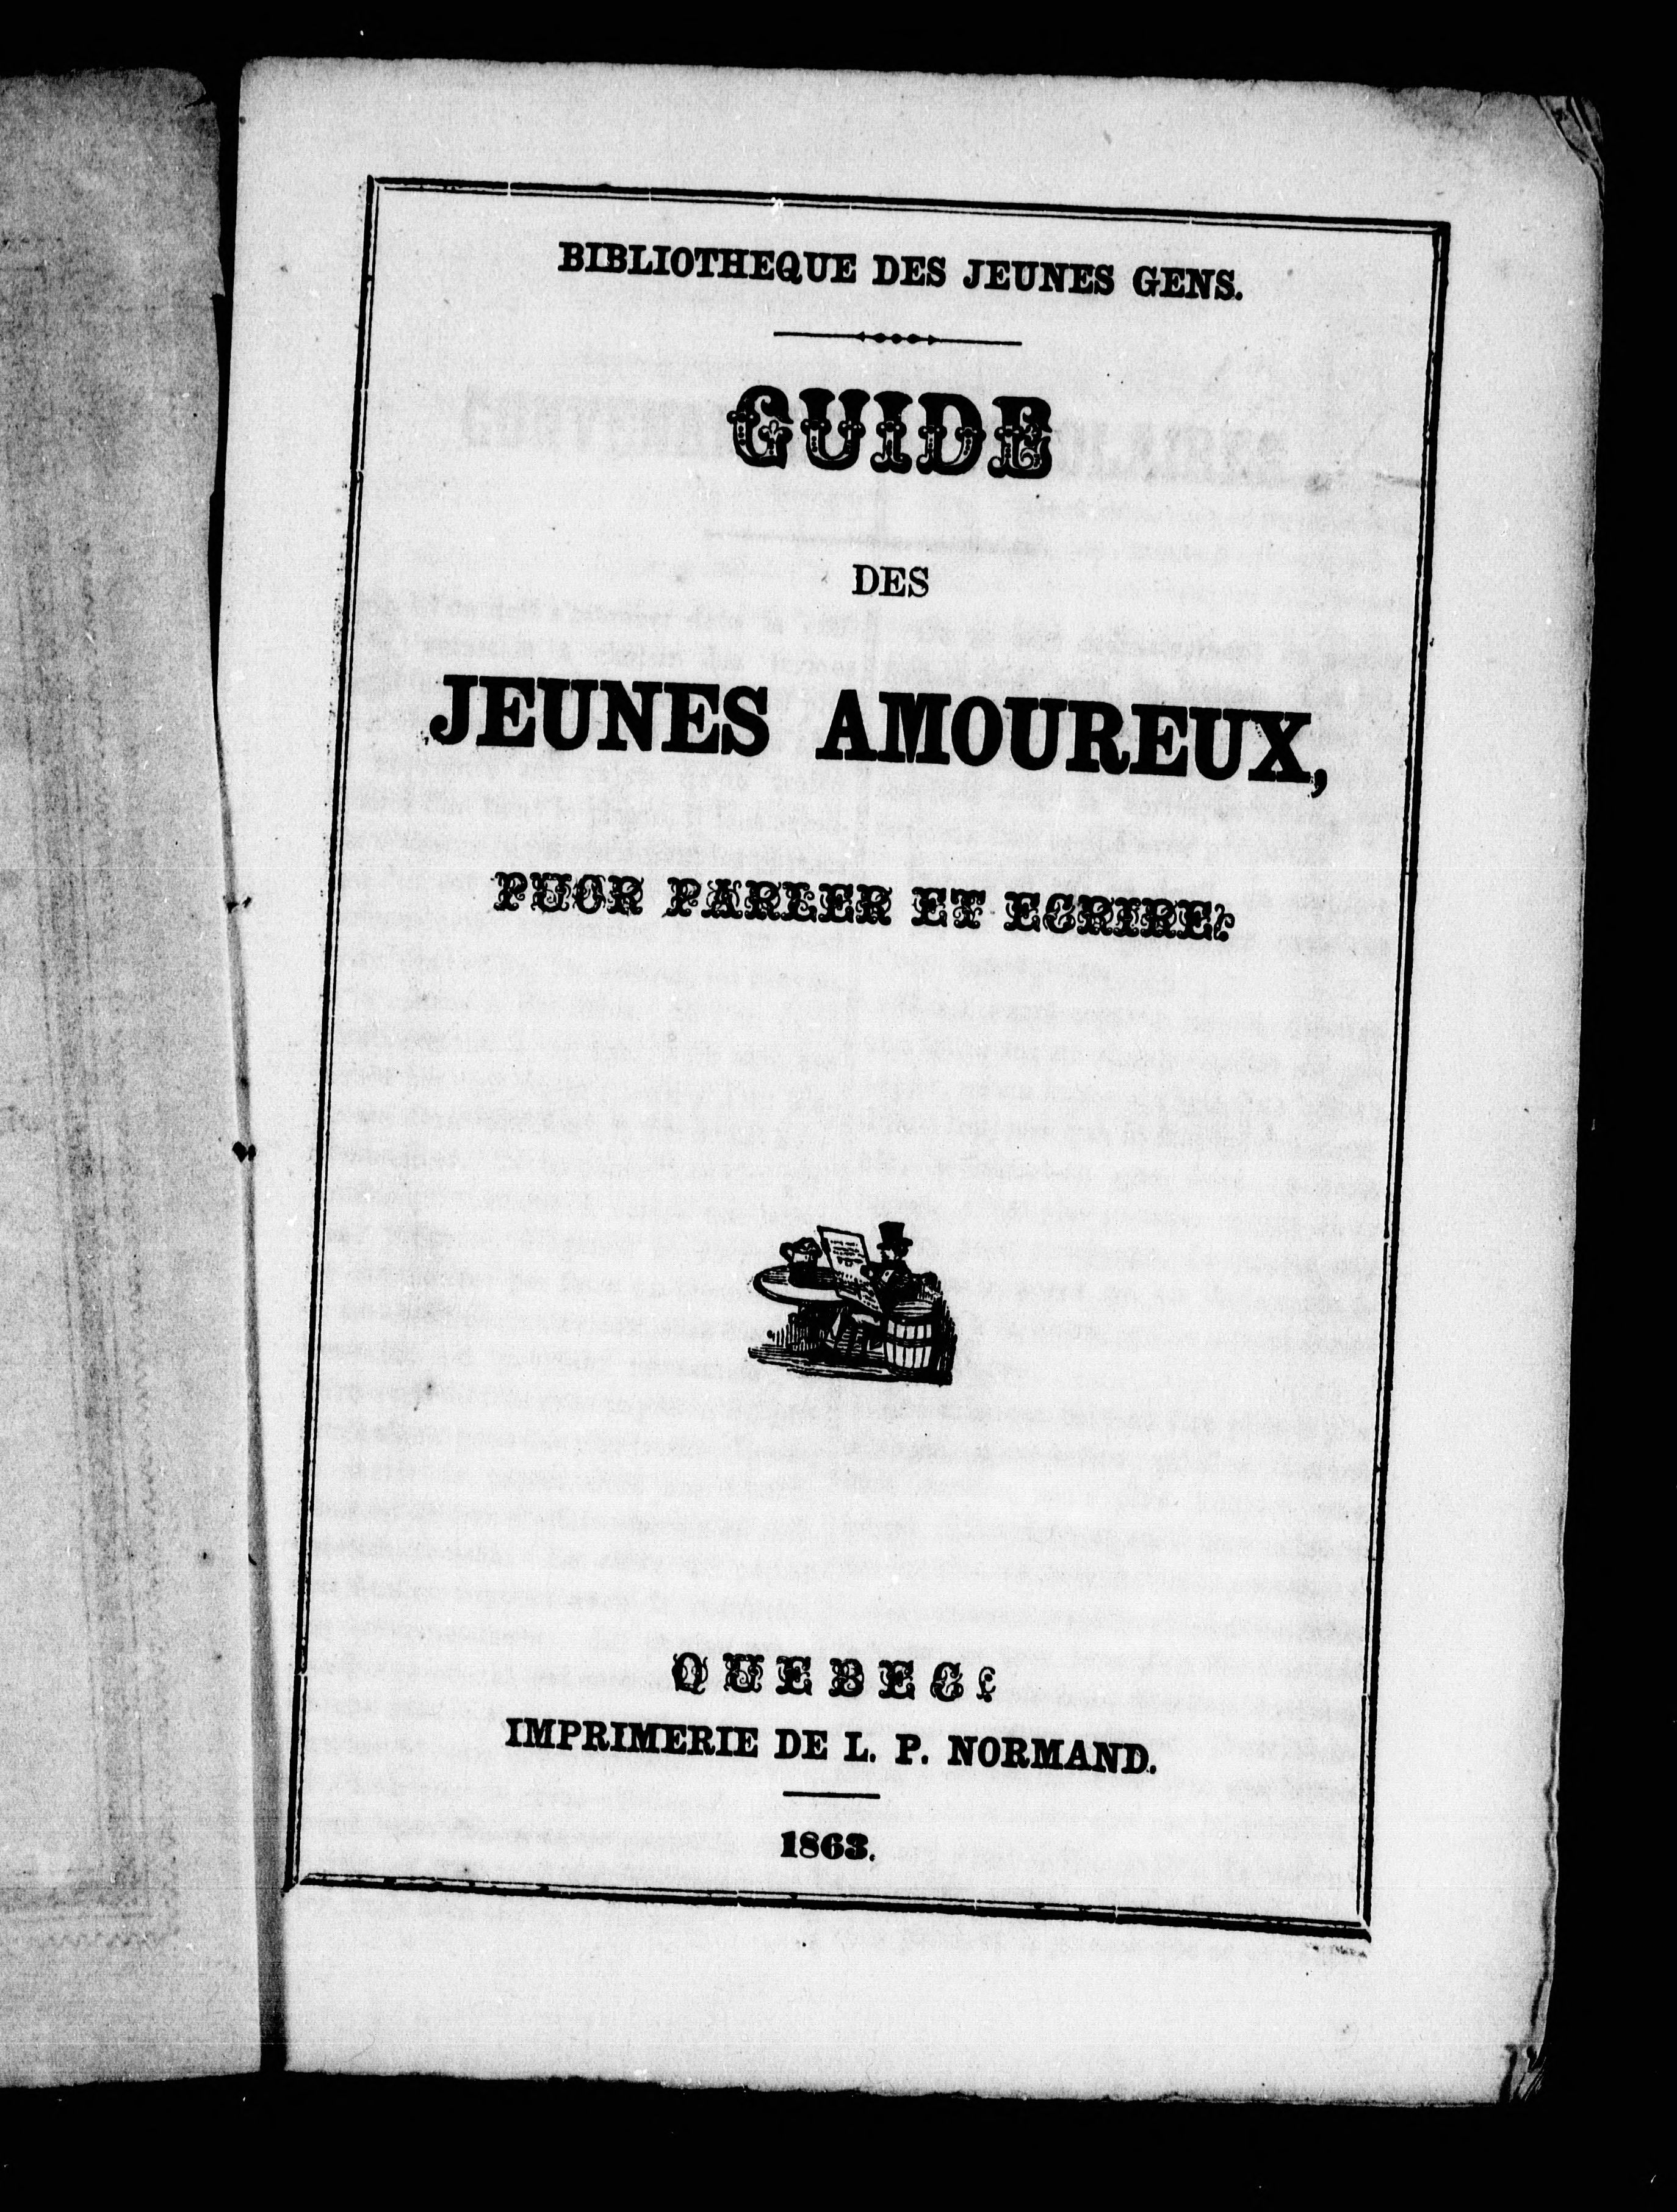 BIBLIOTHEQUE DES JEUNES GENS.
GUIDE
DES
JEUNES AMOUREUX,
PUOR PARLER ET ECRIRE.
QUEBEC:
IMPRIMERIE DE L. P. NORMAND.
1863.